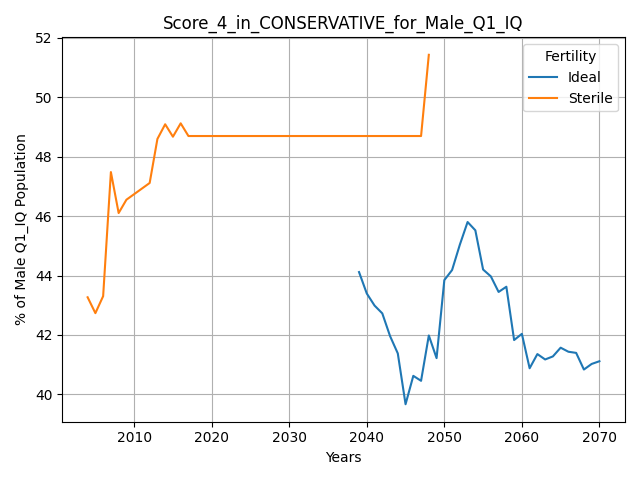 Score_4_in_CONSERVATIVE_for_Male_Q1_IQ
% of Male Q1_IQ Population
52
50
48
46
44
42
40
Fertility
Ideal
Sterile
2010 2020 2030 2040 2050 2060 2070
Years